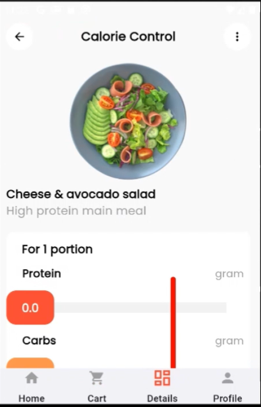 Calorie Control
Cheese & avocado salad
High protein main meal
For 1 portion
Protein gram
0.0
Carbs gram
Home Cart Details Profile